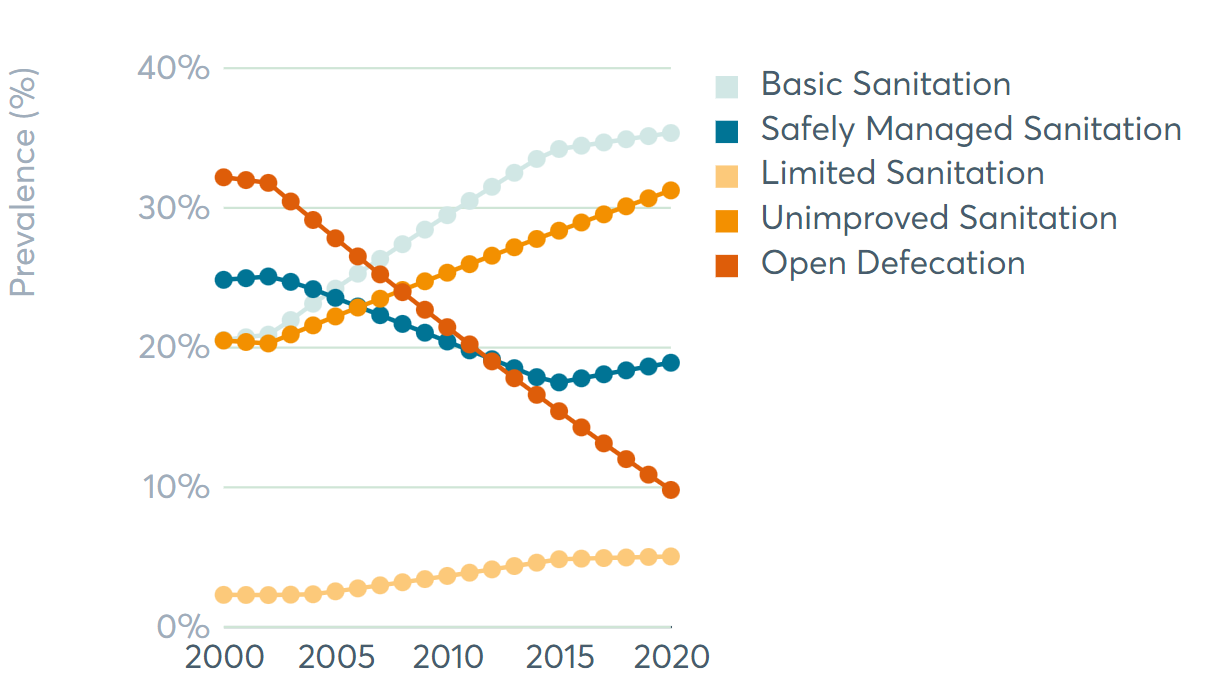 Prevalence (%)
40%
30%
20%
10%
0%
2000 2005 2010 2015 2020
Basic Sanitation
Safely Managed Sanitation
Limited Sanitation
Unimproved Sanitation
Open Defecation